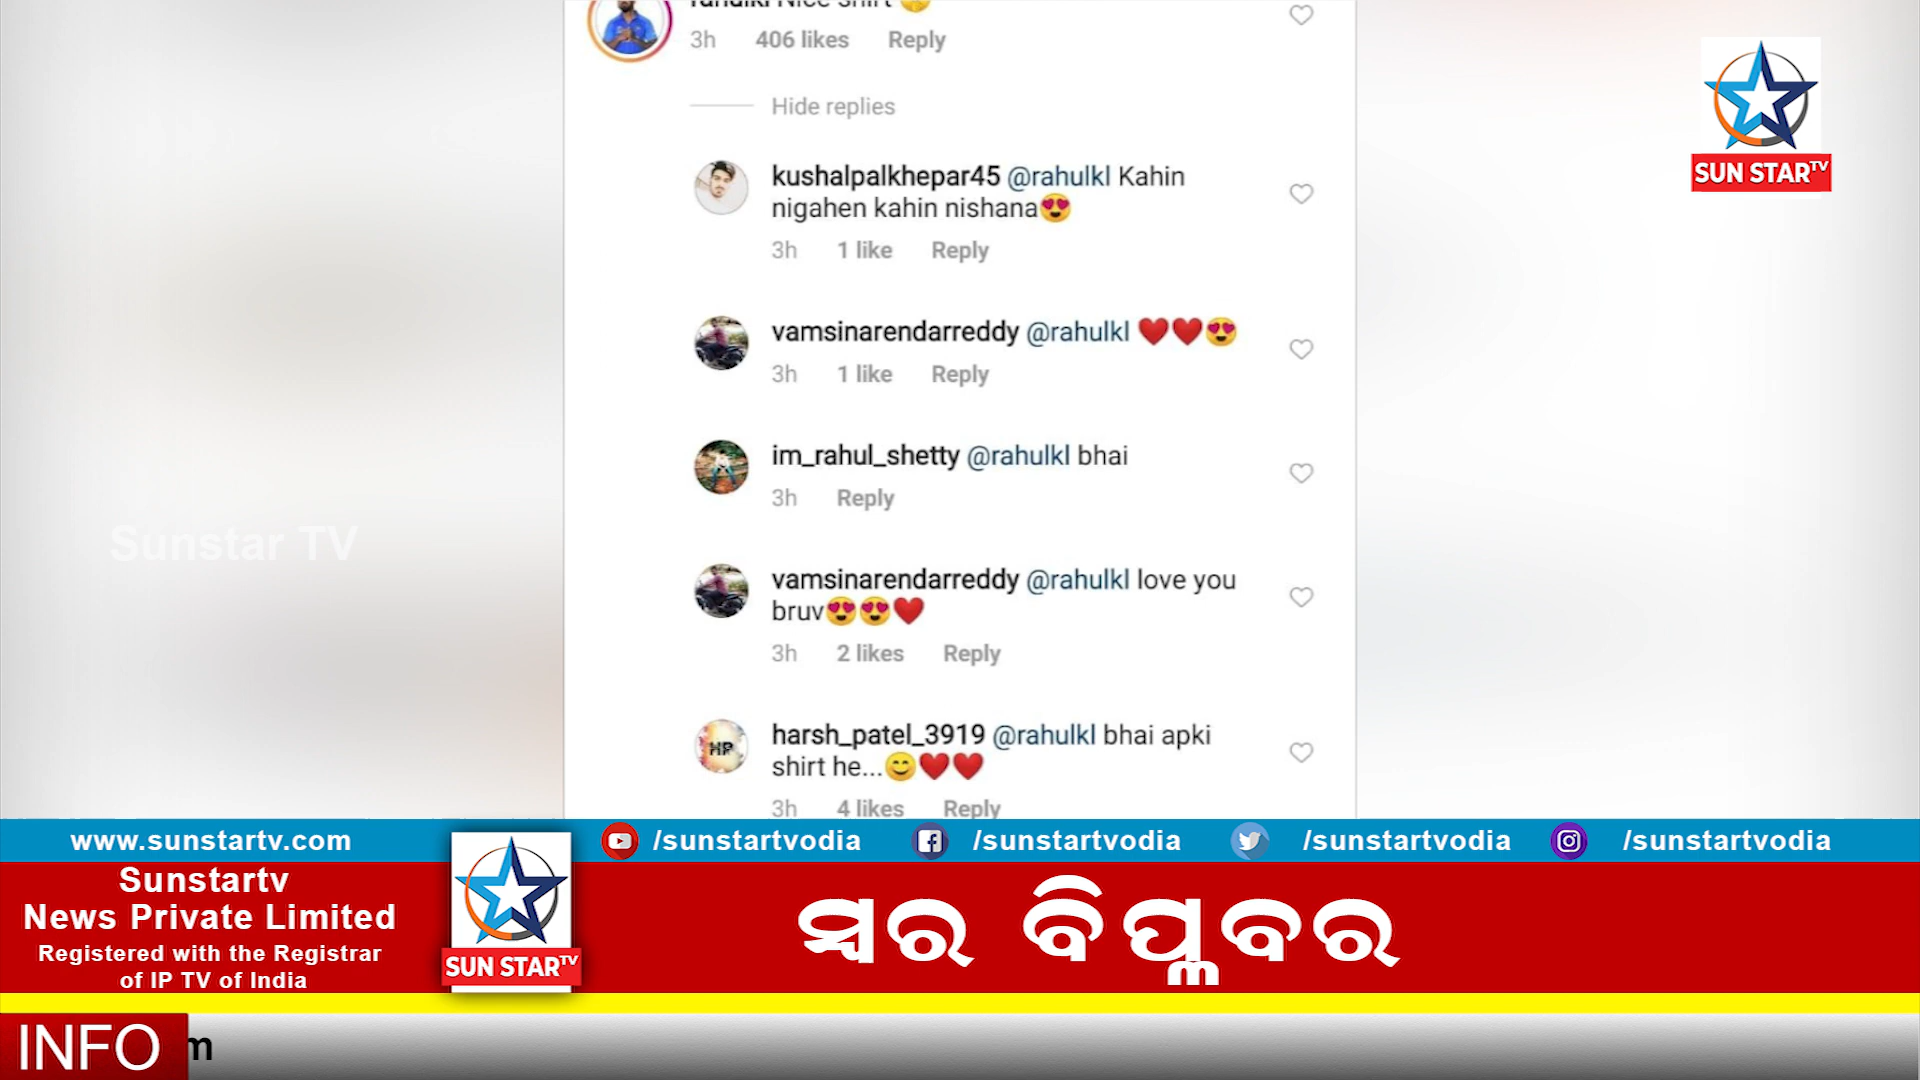 rahulkl Nice shirt 🤭
3h 406 likes Reply
Hide replies
kushalpalkhepar45 @rahulkl Kahin
nigahen kahin nishana😍
3h 1 like Reply
vamsinarendarreddy @rahulkl ❤️❤️😍
3h 1 like Reply
im_rahul_shetty @rahulkl bhai
3h Reply
vamsinarendarreddy @rahulkl love you
bruv😍😍❤️
3h 2 likes Reply
harsh_patel_3919 @rahulkl bhai apki
shirt he...😊❤️❤️
3h 4 likes Reply
HP
SUN STAR TV
Sunstar TV
www.sunstartv.com
/sunstartvodia /sunstartvodia /sunstartvodia /sunstartvodia
Sunstartv
News Private Limited
Registered with the Registrar
of IP TV of India
SUN STAR TV
ସ୍ୱର ବିପ୍ଳବର
INFO m